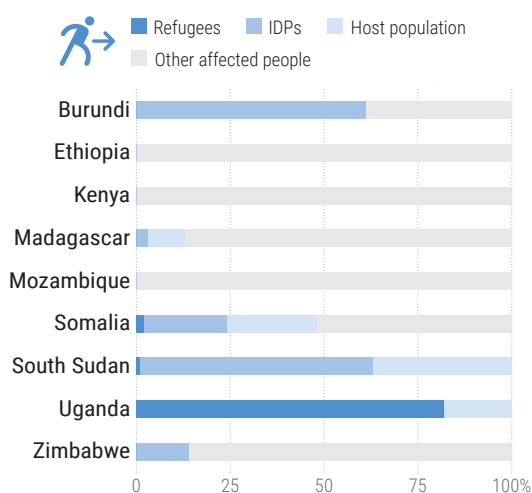 Refugees IDPs Host population
Other affected people
Burundi
Ethiopia
Kenya
Madagascar
Mozambique
Somalia
South Sudan
Uganda
Zimbabwe
0 25 50 75 100%